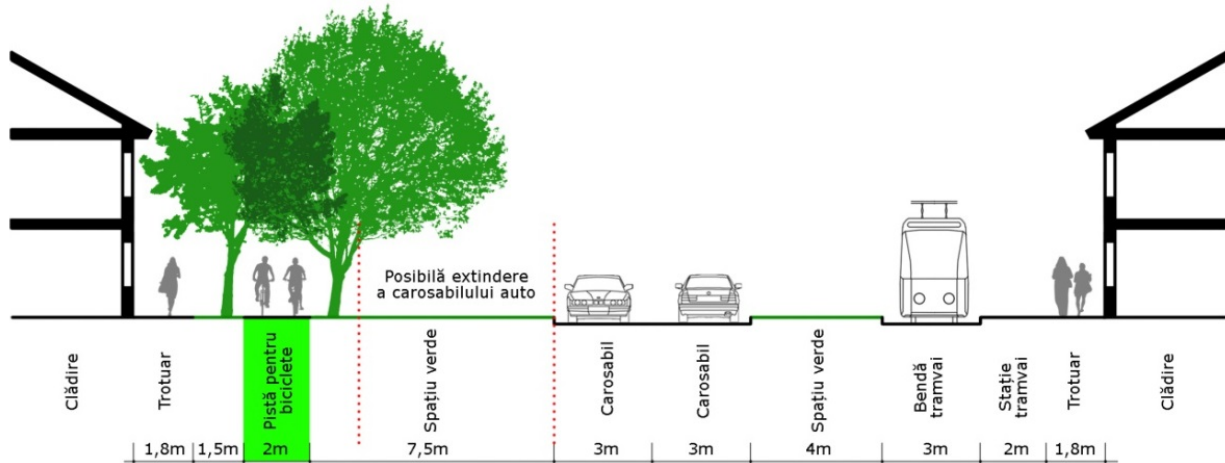 Posibilă extindere
a carosabilului auto
Clădire
Trotuar
Pistă pentru
biciclete
Spațiu verde
Carosabil
Carosabil
Spațiu verde
Bendă
tramvai
Stație
tramvai
Trotuar
Clădire
1,8m
1,5m
2m
7,5m
3m
3m
4m
3m
2m
1,8m